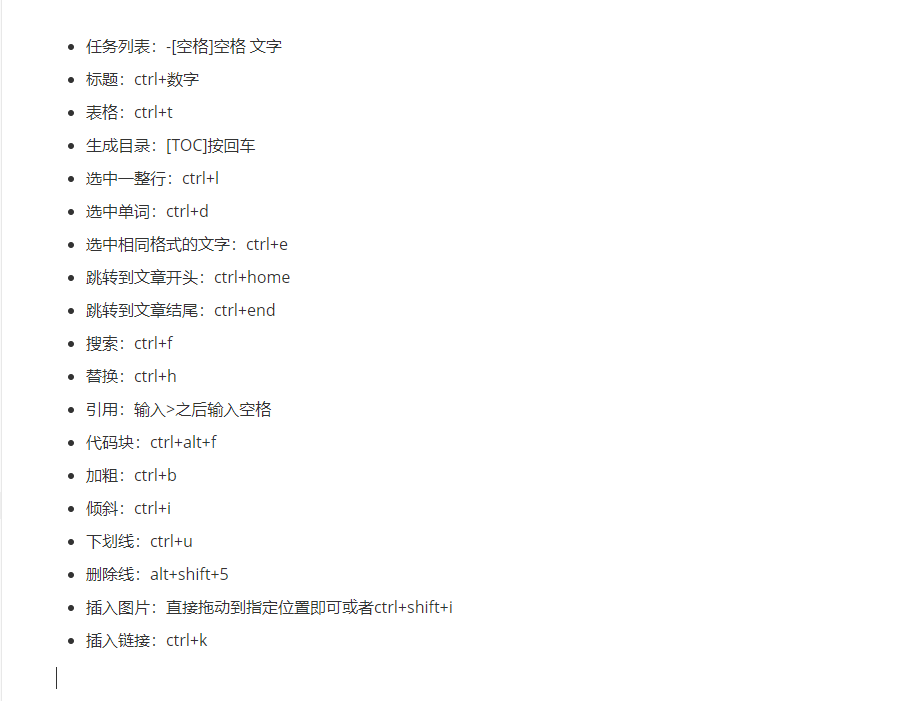 任务列表：-[空格]空格 文字
标题：ctrl+数字
表格：ctrl+t
生成目录：[TOC]按回车
选中一整行：ctrl+l
选中单词：ctrl+d
选中相同格式的文字：ctrl+e
跳转到文章开头：ctrl+home
跳转到文章结尾：ctrl+end
搜索：ctrl+f
替换：ctrl+h
引用：输入>之后输入空格
代码块：ctrl+alt+f
加粗：ctrl+b
倾斜：ctrl+i
下划线：ctrl+u
删除线：alt+shift+5
插入图片：直接拖动到指定位置即可或者ctrl+shift+i
插入链接：ctrl+k